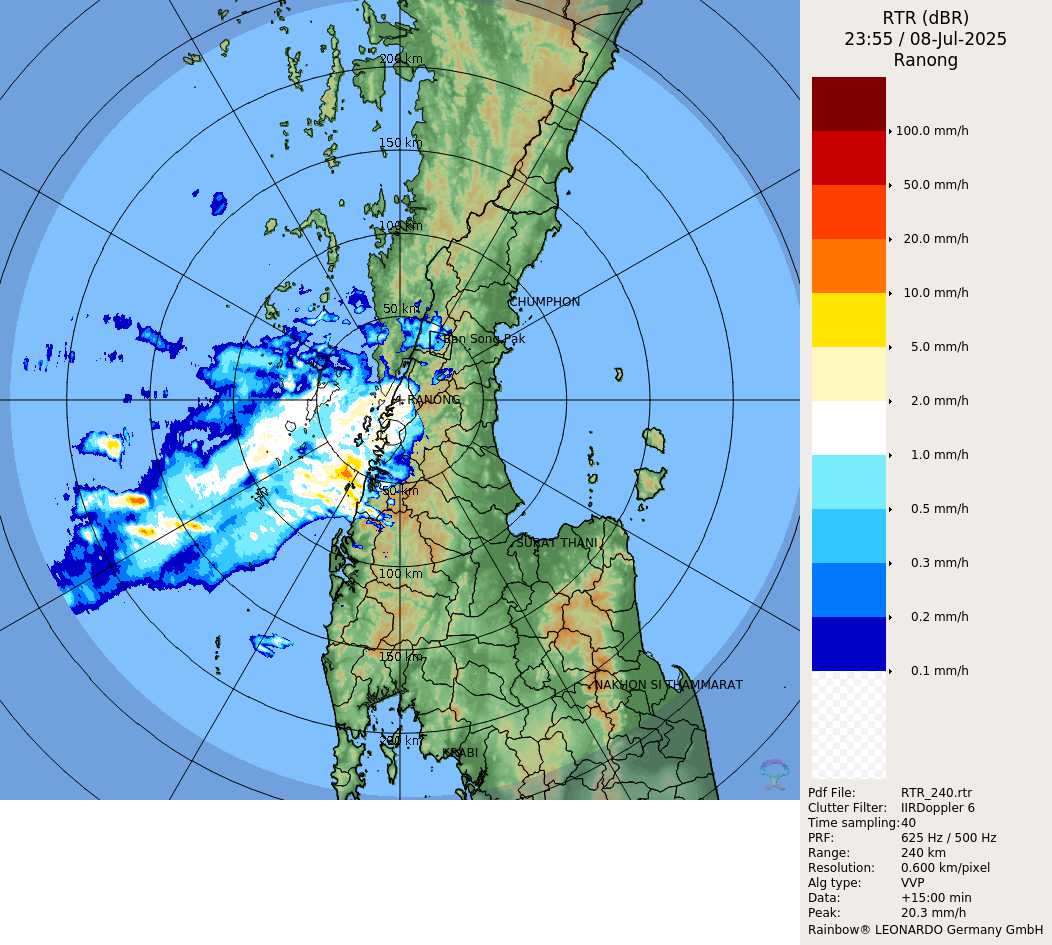 RTR (dBR)
23:55 / 08-Jul-2025
Ranong
200 km
150 km
100 km
50 km
CHUMPHON
Ban Song Pak
RANONG
50 km
SURAT THANI
100 km
150 km
NAKHON SI THAMMARAT
200 km
KRABI
100.0 mm/h
50.0 mm/h
20.0 mm/h
10.0 mm/h
5.0 mm/h
2.0 mm/h
1.0 mm/h
0.5 mm/h
0.3 mm/h
0.2 mm/h
0.1 mm/h
Pdf File: RTR_240.rtr
Clutter Filter: IIRDoppler 6
Time sampling:40
PRF: 625 Hz / 500 Hz
Range: 240 km
Resolution: 0.600 km/pixel
Alg type: VVP
Data: +15:00 min
Peak: 20.3 mm/h
Rainbow® LEONARDO Germany GmbH